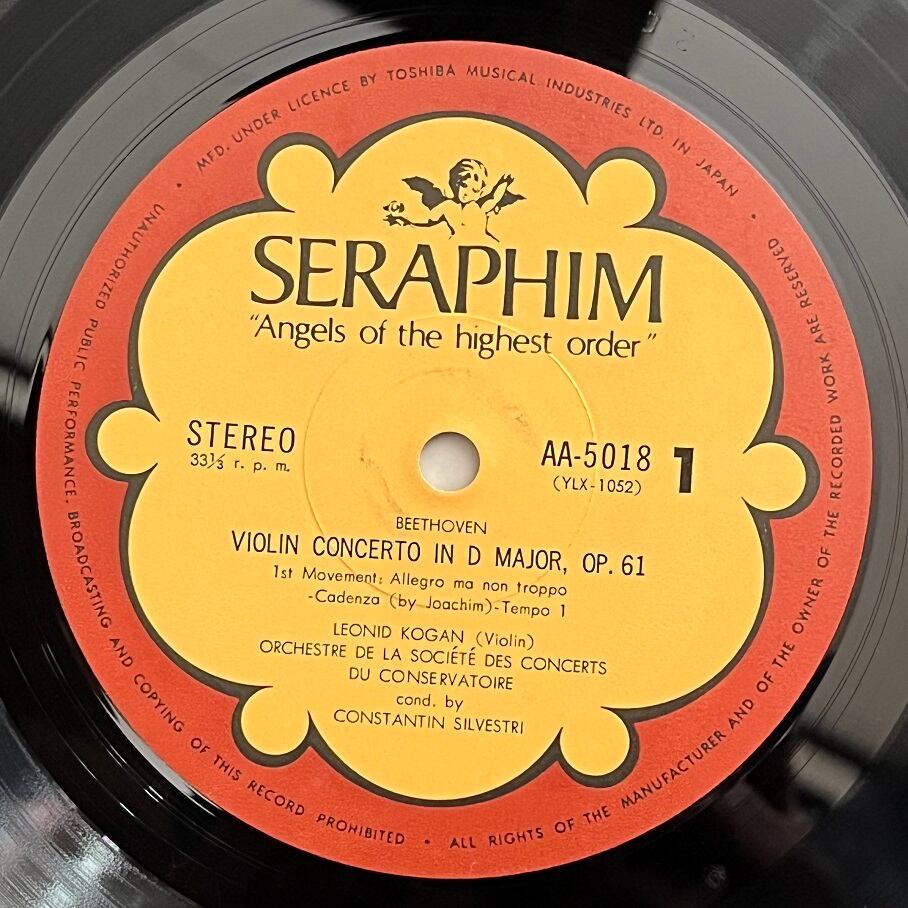 MFD. UNDER LICENCE BY TOSHIBA MUSICAL INDUSTRIES LTD. IN JAPAN •
SERAPHIM
"Angels of the highest order"
STEREO
33⅓ r. p. m.
AA-5018 1
(YLX-1052)
BEETHOVEN
VIOLIN CONCERTO IN D MAJOR, OP. 61
1st Movement: Allegro ma non troppo
-Cadenza (by Joachim)-Tempo 1
LEONID KOGAN (Violin)
ORCHESTRE DE LA SOCIÉTÉ DES CONCERTS
DU CONSERVATOIRE
cond. by
CONSTANTIN SILVESTRI
UNAUTHORIZED PUBLIC PERFORMANCE, BROADCASTING AND COPYING OF THIS RECORD PROHIBITED •
ALL RIGHTS OF THE MANUFACTURER AND OF THE OWNER OF THE RECORDED WORK ARE RESERVED